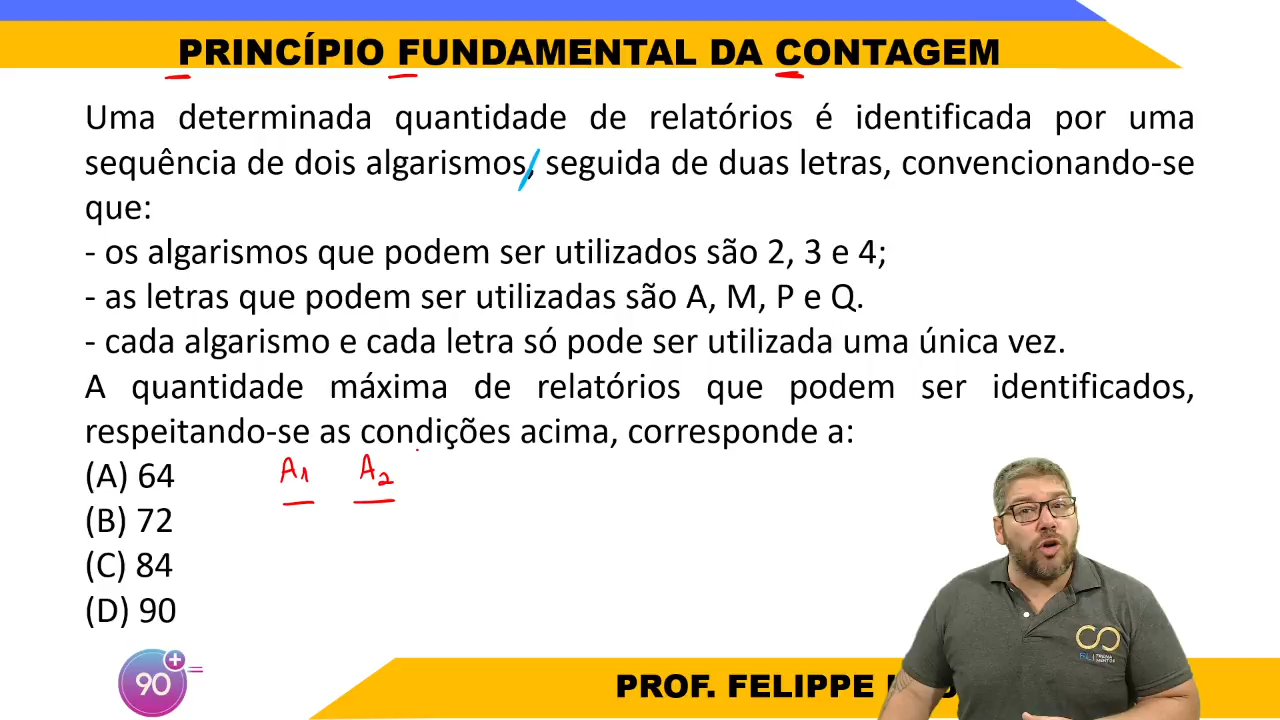 PRINCÍPIO FUNDAMENTAL DA CONTAGEM
Uma determinada quantidade de relatórios é identificada por uma
sequência de dois algarismos, seguida de duas letras, convencionando-se
que:
- os algarismos que podem ser utilizados são 2, 3 e 4;
- as letras que podem ser utilizadas são A, M, P e Q.
- cada algarismo e cada letra só pode ser utilizada uma única vez.
A quantidade máxima de relatórios que podem ser identificados,
respeitando-se as condições acima, corresponde a:
(A) 64
A1 A2
(B) 72
(C) 84
(D) 90
90+
PROF. FELIPPE